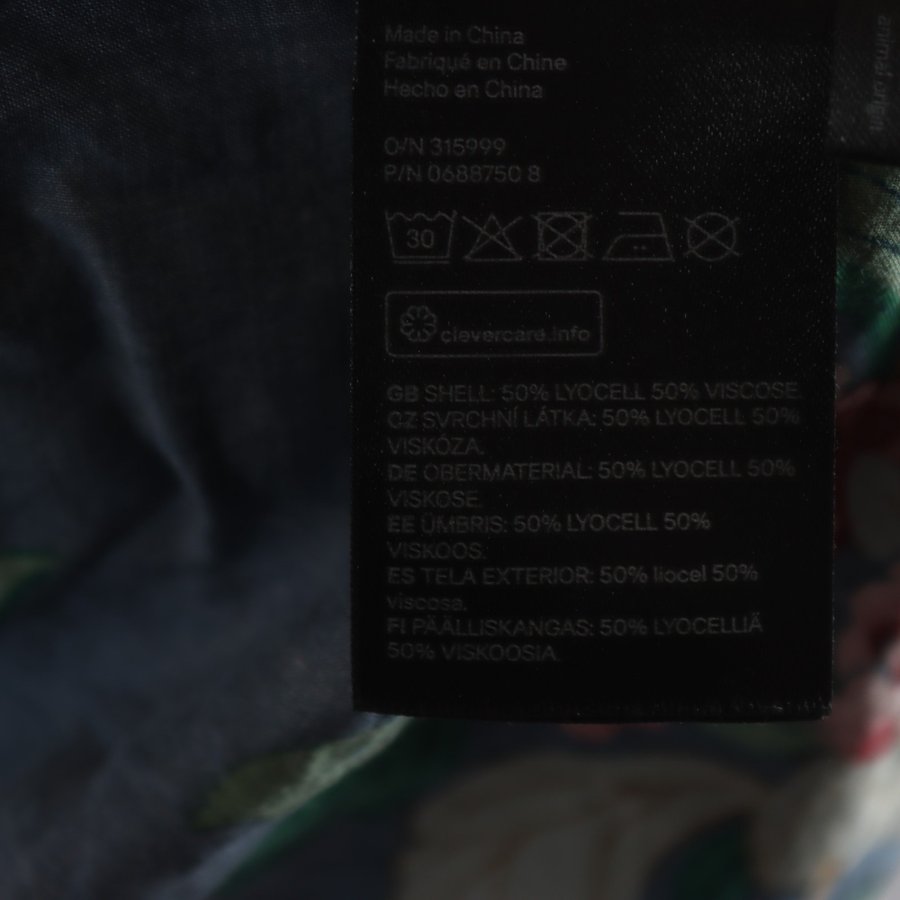 Made in China
Fabriqué en Chine
Hecho en China
O/N 315999
P/N 0688750 8
30
clevercare.info
GB SHELL: 50% LYOCELL 50% VISCOSE.
CZ SVRCHNÍ LÁTKA: 50% LYOCELL 50%
VISKÓZA.
DE OBERMATERIAL: 50% LYOCELL 50%
VISKOSE.
EE ÜMBRIS: 50% LYOCELL 50%
VISKOOS.
ES TELA EXTERIOR: 50% liocel 50%
viscosa.
FI PÄÄLLISKANGAS: 50% LYOCELLIÄ
50% VISKOOSIA.